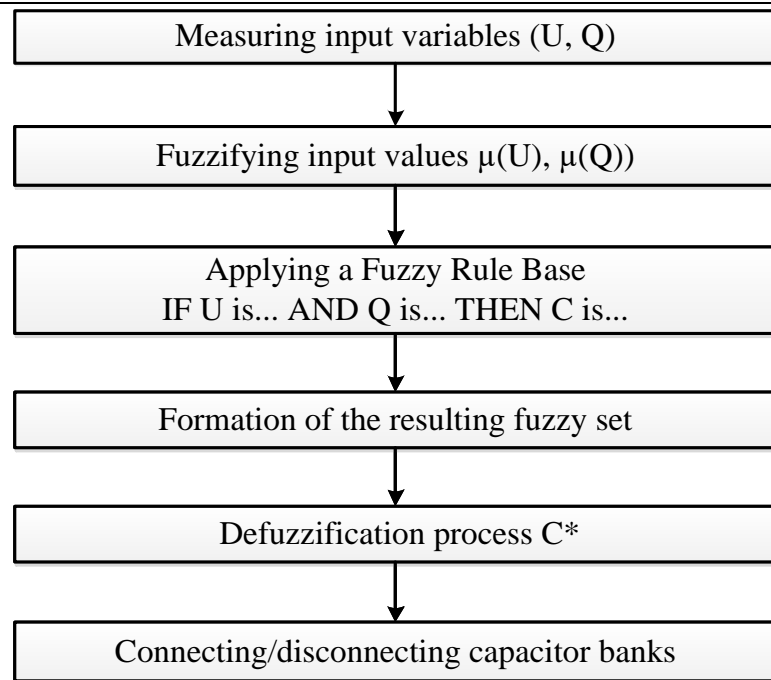 Measuring input variables (U, Q)
Fuzzifying input values µ(U), µ(Q))
Applying a Fuzzy Rule Base
IF U is... AND Q is... THEN C is...
Formation of the resulting fuzzy set
Defuzzification process C*
Connecting/disconnecting capacitor banks